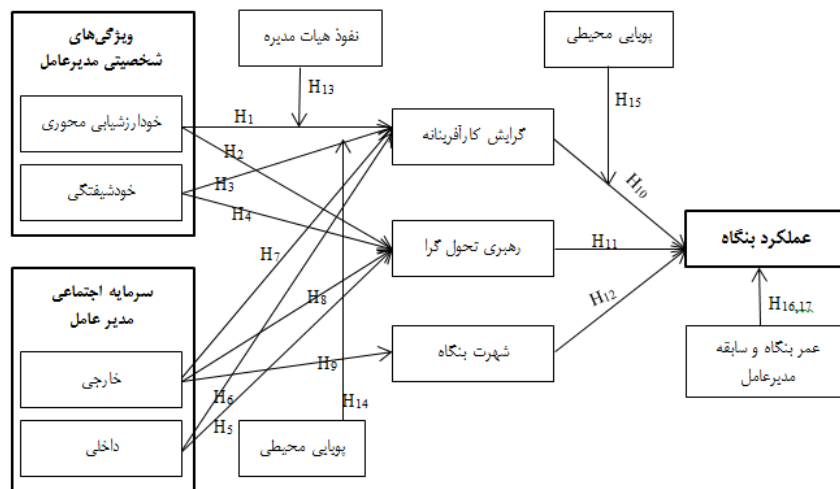 ویژگی‌های
شخصیتی مدیرعامل
خودارزشیابی محوری
خودشیفتگی
سرمایه اجتماعی
مدیر عامل
خارجی
داخلی
نفوذ هیات مدیره
H13
پویایی محیطی
H15
H1
H2
H3
H4
H7
H8
H9
H6
H5
H14
پویایی محیطی
گرایش کارآفرینانه
رهبری تحول گرا
شهرت بنگاه
H10
H11
H12
عملکرد بنگاه
H16,17
عمر بنگاه و سابقه
مدیرعامل